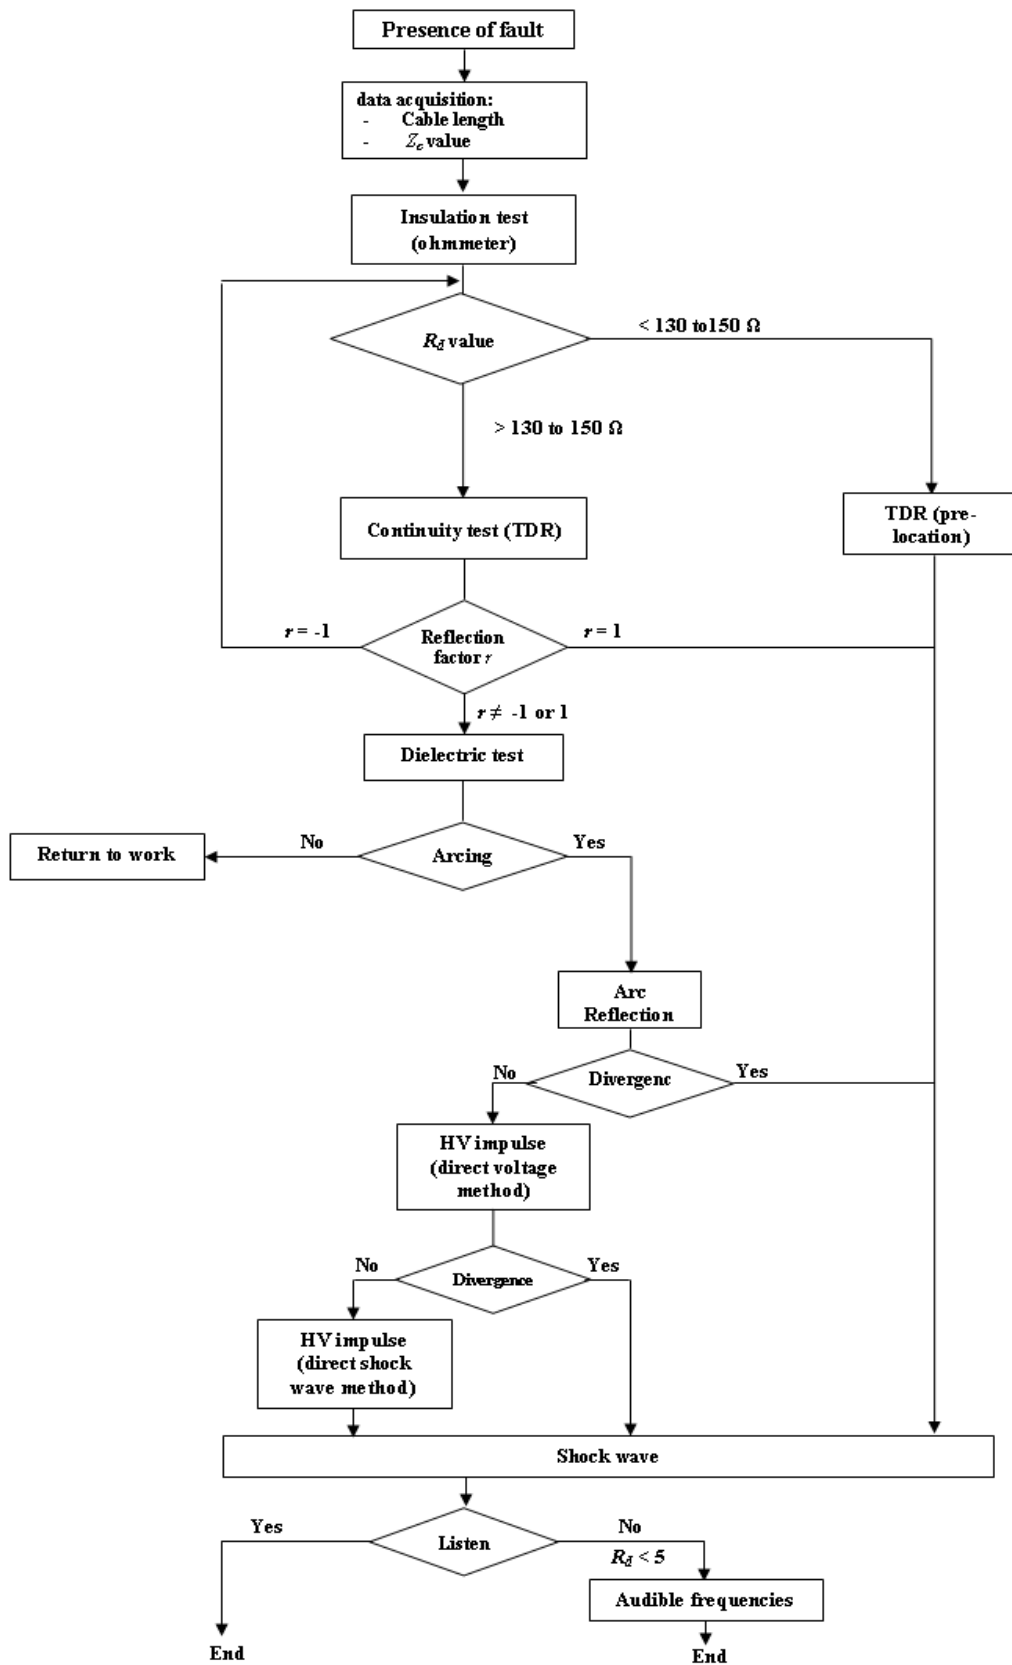 Presence of fault
data acquisition:
- Cable length
- Zc value
Insulation test
(ohmmeter)
< 130 to150 Ω
Rd value
> 130 to 150 Ω
TDR (pre-
location)
Continuity test (TDR)
r = -1
Reflection
factor r
r = 1
r ≠ -1 or 1
Dielectric test
No
Yes
Return to work
Arcing
Arc
Reflection
No
Divergenc
Yes
HV impulse
(direct voltage
method)
No
Divergence
Yes
HV impulse
(direct shock
wave method)
Shock wave
Yes
Listen
No
Rd < 5
Audible frequencies
End
End